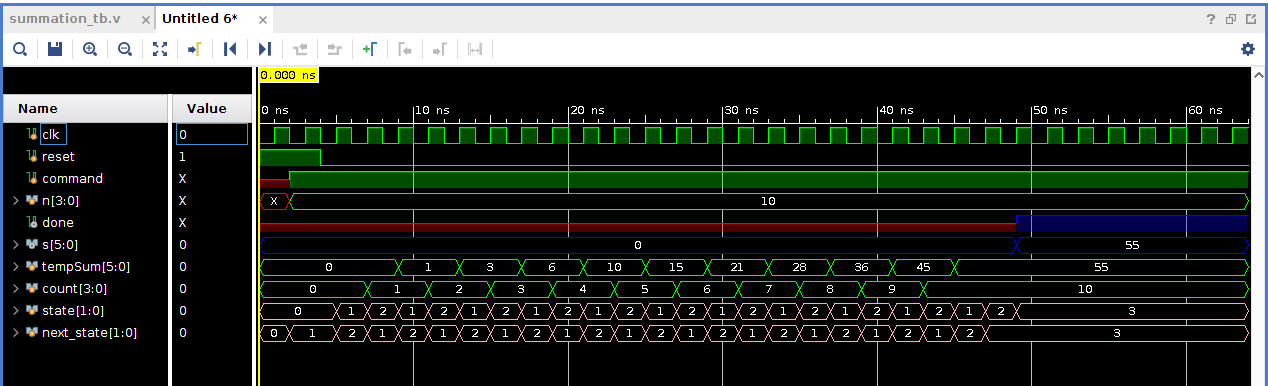 summation_tb.v × Untitled 6* ×
?
0.000 ns
Name Value
0 ns 10 ns 20 ns 30 ns 40 ns 50 ns 60 ns
clk 0
reset 1
command X
n[3:0] X X 10
done X
s[5:0] 0 0 55
tempSum[5:0] 0 0 1 3 6 10 15 21 28 36 45 55
count[3:0] 0 0 1 2 3 4 5 6 7 8 9 10
state[1:0] 0 0 1 2 1 2 1 2 1 2 1 2 1 2 1 2 1 2 1 2 1 2 1 2 3
next_state[1:0] 0 0 1 2 1 2 1 2 1 2 1 2 1 2 1 2 1 2 1 2 1 2 1 2 3